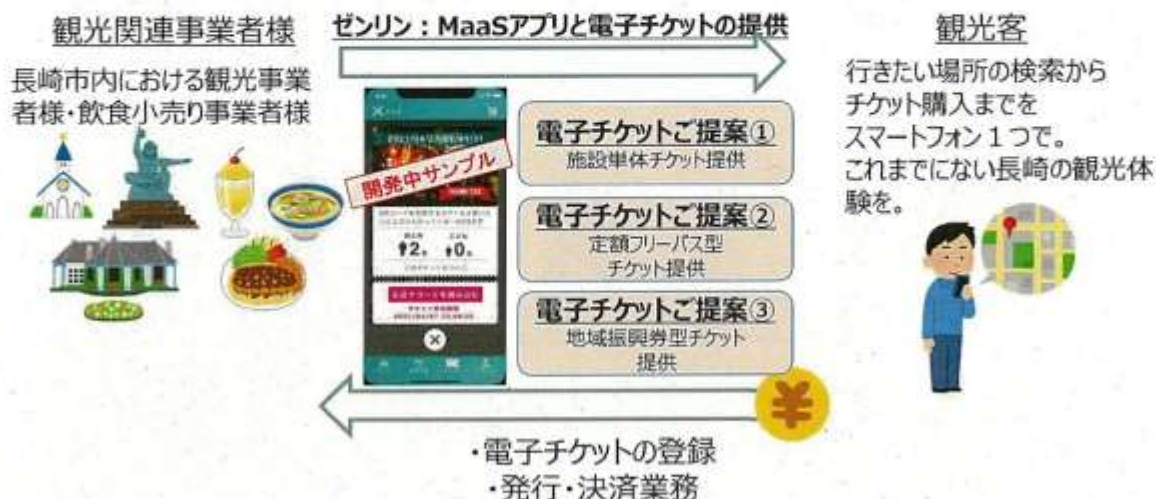 観光関連事業者様
長崎市内における観光事業
者様・飲食小売り事業者様
ゼンリン：MaaSアプリと電子チケットの提供
開発中サンプル
2
0
電子チケットご提案①
施設単体チケット提供
電子チケットご提案②
定額フリーパス型
チケット提供
電子チケットご提案③
地域振興券型チケット
提供
観光客
行きたい場所の検索から
チケット購入までを
スマートフォン１つで。
これまでにない長崎の観光体
験を。
¥
・電子チケットの登録
・発行・決済業務